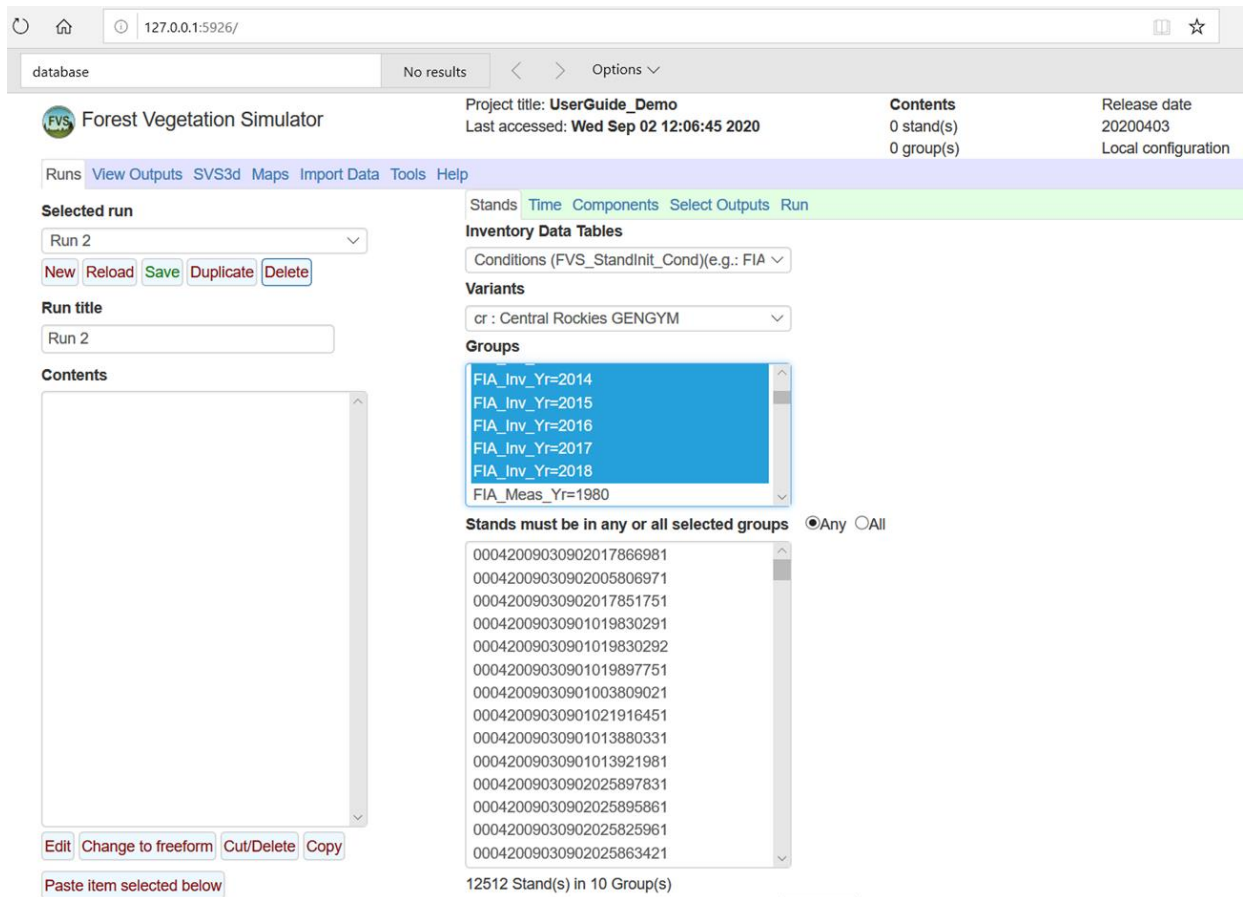 127.0.0.1:5926/
database No results Options
FVS Forest Vegetation Simulator
Project title: UserGuide_Demo
Last accessed: Wed Sep 02 12:06:45 2020
Contents
0 stand(s)
0 group(s)
Release date
20200403
Local configuration
Runs View Outputs SVS3d Maps Import Data Tools Help
Selected run
Run 2
New Reload Save Duplicate Delete
Run title
Run 2
Contents
Edit Change to freeform Cut/Delete Copy
Paste item selected below
Stands Time Components Select Outputs Run
Inventory Data Tables
Conditions (FVS_StandInit_Cond)(e.g.: FIA
Variants
cr : Central Rockies GENGYM
Groups
FIA_Inv_Yr=2014
FIA_Inv_Yr=2015
FIA_Inv_Yr=2016
FIA_Inv_Yr=2017
FIA_Inv_Yr=2018
FIA_Meas_Yr=1980
Stands must be in any or all selected groups Any All
00042009030902017866981
00042009030902005806971
00042009030902017851751
00042009030901019830291
00042009030901019830292
00042009030901019897751
00042009030901003809021
00042009030901021916451
00042009030901013880331
00042009030901013921981
00042009030902025897831
00042009030902025895861
00042009030902025825961
00042009030902025863421
12512 Stand(s) in 10 Group(s)